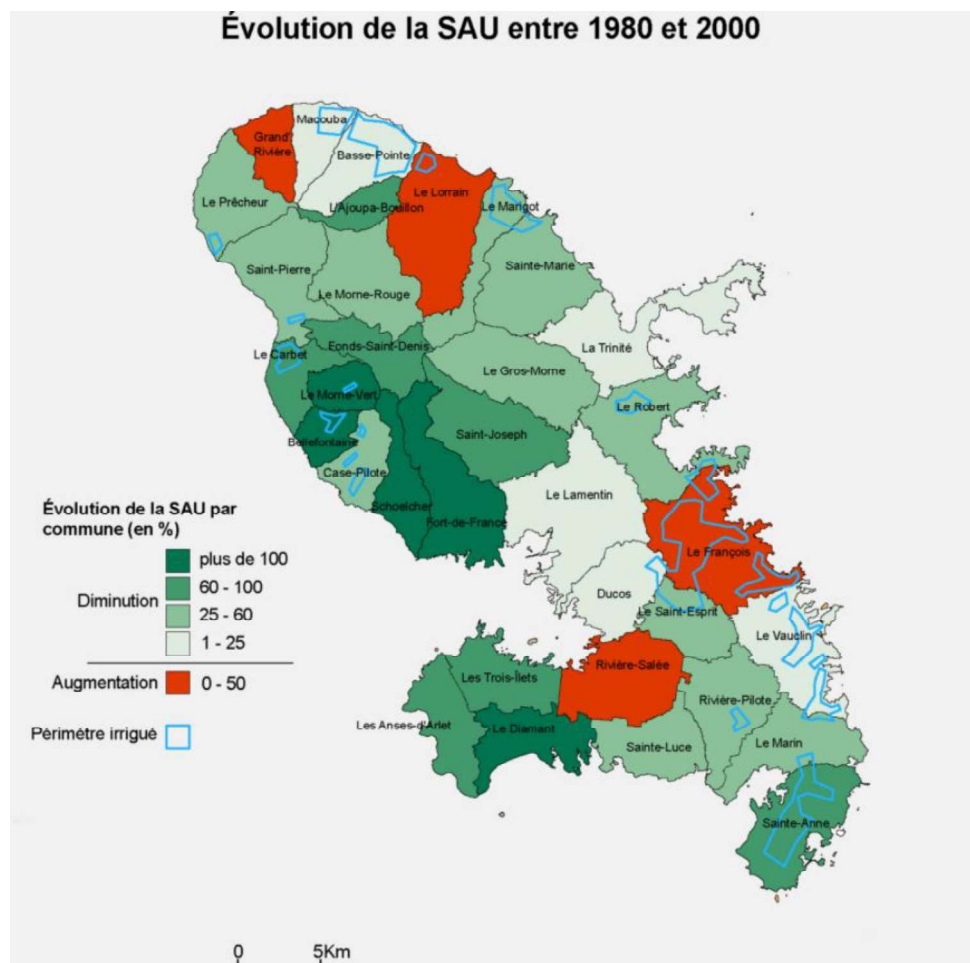 Évolution de la SAU entre 1980 et 2000
Macouba
Grand'
Rivière
Basse-Pointe
Le Lorrain
Le Prêcheur
L'Ajoupa-Bouillon
Le Marigot
Saint-Pierre
Sainte-Marie
Le Morne-Rouge
Fonds-Saint-Denis
La Trinité
Le Carbet
Le Gros-Morne
Le Morne-Vert
Le Robert
Bellefontaine
Saint-Joseph
Case-Pilote
Le Lamentin
Schoelcher
Fort-de-France
Le François
Ducos
Le Saint-Esprit
Le Vauclin
Rivière-Salée
Les Trois-Îlets
Rivière-Pilote
Les Anses-d'Arlet
Le Diamant
Sainte-Luce
Le Marin
Sainte-Anne
Évolution de la SAU par
commune (en %)
Diminution
plus de 100
60 - 100
25 - 60
1 - 25
Augmentation
0 - 50
Périmétre irrigué
0 5Km